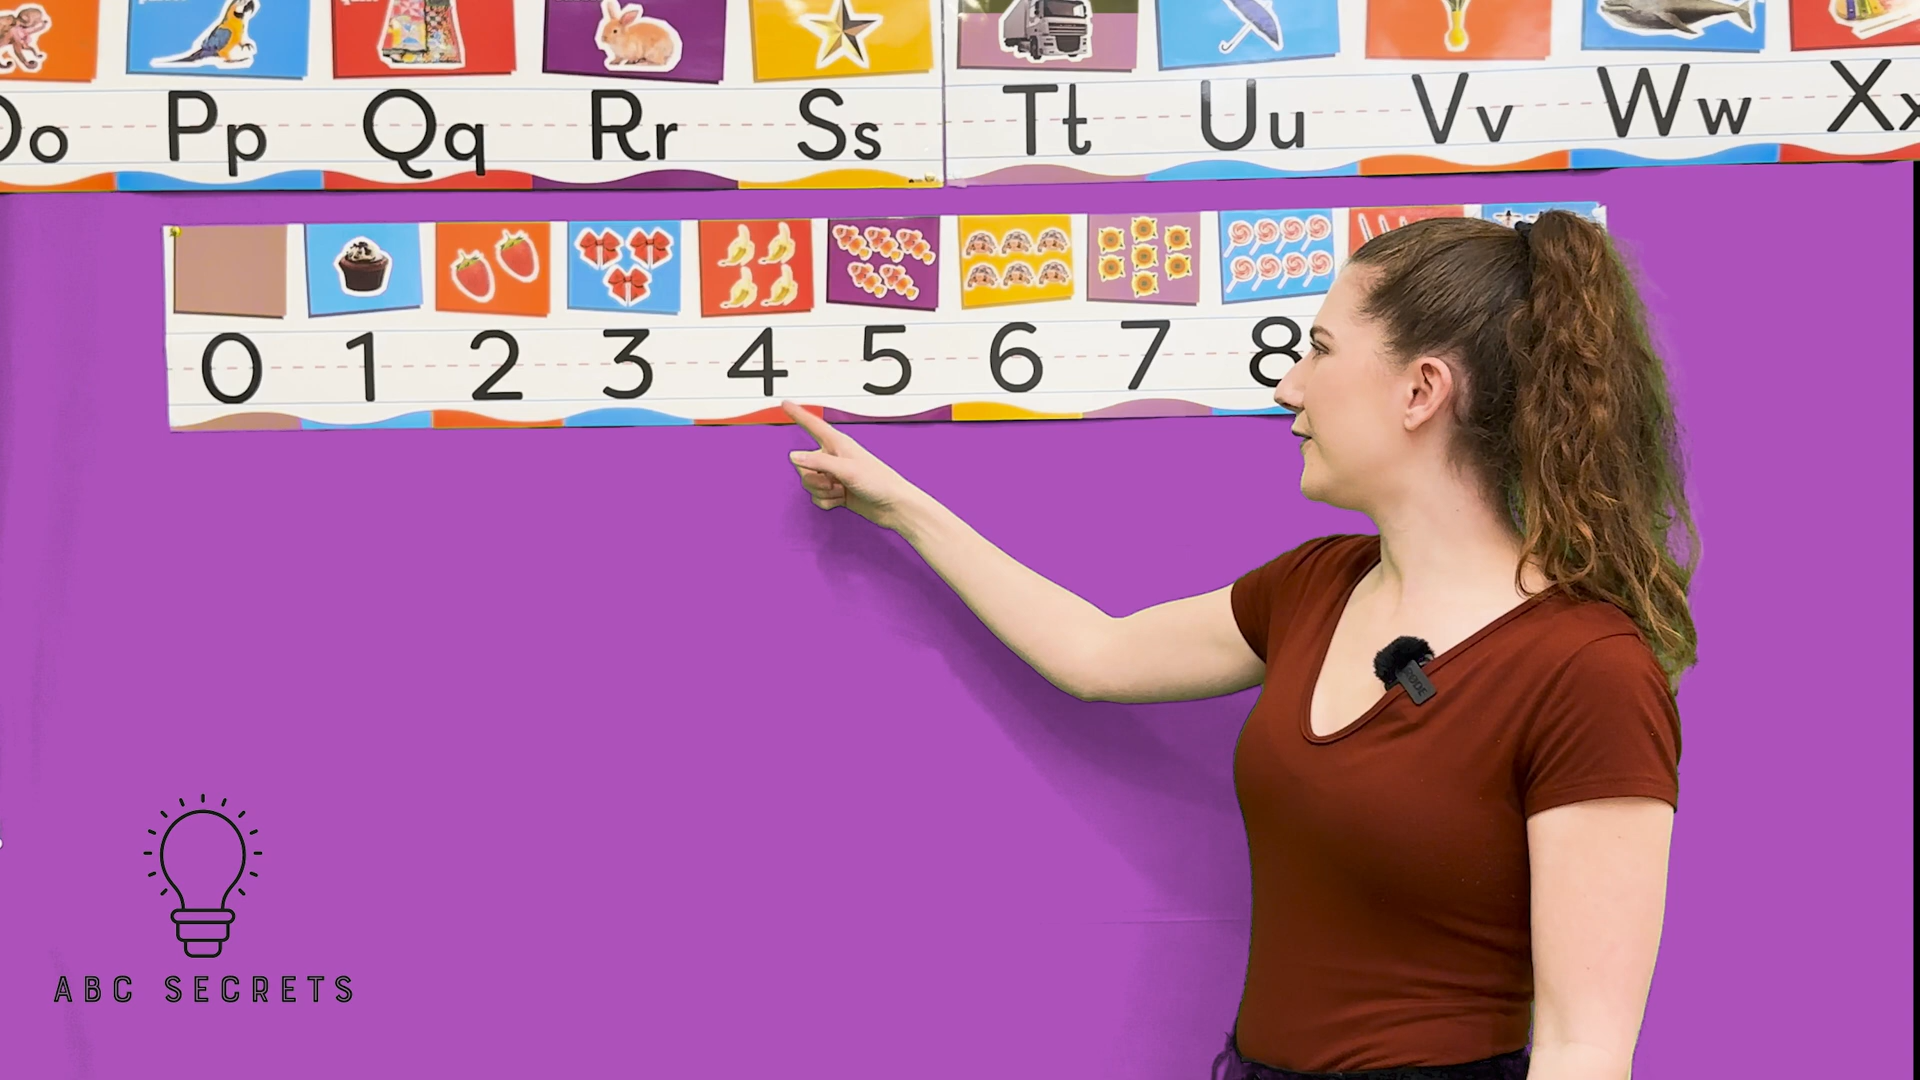 Oo Pp Qq Rr Ss Tt Uu Vv Ww Xx
0 1 2 3 4 5 6 7 8
RØDE
ABC SECRETS